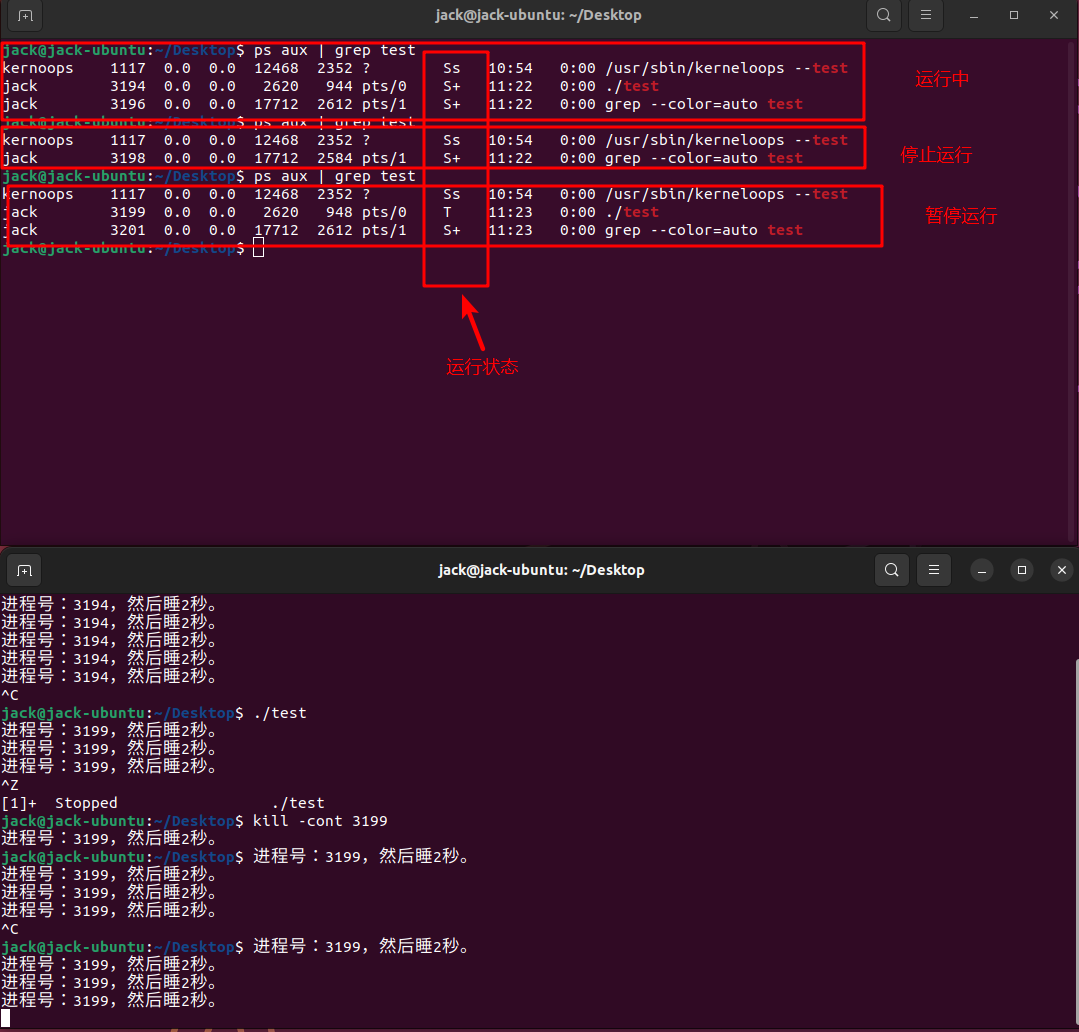 jack@jack-ubuntu: ~/Desktop
jack@jack-ubuntu:~/Desktop$ ps aux | grep test
kernoops    1117  0.0  0.0  12468  2352 ?        Ss   10:54   0:00 /usr/sbin/kerneloops --test
jack        3194  0.0  0.0   2620   944 pts/0    S+   11:22   0:00 ./test
jack        3196  0.0  0.0  17712  2612 pts/1    S+   11:22   0:00 grep --color=auto test
运行中
jack@jack-ubuntu:~/Desktop$ ps aux | grep test
kernoops    1117  0.0  0.0  12468  2352 ?        Ss   10:54   0:00 /usr/sbin/kerneloops --test
jack        3198  0.0  0.0  17712  2584 pts/1    S+   11:22   0:00 grep --color=auto test
停止运行
jack@jack-ubuntu:~/Desktop$ ps aux | grep test
kernoops    1117  0.0  0.0  12468  2352 ?        Ss   10:54   0:00 /usr/sbin/kerneloops --test
jack        3199  0.0  0.0   2620   948 pts/0    T    11:23   0:00 ./test
jack        3201  0.0  0.0  17712  2612 pts/1    S+   11:23   0:00 grep --color=auto test
暂停运行
jack@jack-ubuntu:~/Desktop$
运行状态
jack@jack-ubuntu: ~/Desktop
进程号：3194，然后睡2秒。
进程号：3194，然后睡2秒。
进程号：3194，然后睡2秒。
进程号：3194，然后睡2秒。
进程号：3194，然后睡2秒。
^C
jack@jack-ubuntu:~/Desktop$ ./test
进程号：3199，然后睡2秒。
进程号：3199，然后睡2秒。
进程号：3199，然后睡2秒。
^Z
[1]+  Stopped                 ./test
jack@jack-ubuntu:~/Desktop$ kill -cont 3199
进程号：3199，然后睡2秒。
jack@jack-ubuntu:~/Desktop$ 进程号：3199，然后睡2秒。
进程号：3199，然后睡2秒。
进程号：3199，然后睡2秒。
进程号：3199，然后睡2秒。
^C
jack@jack-ubuntu:~/Desktop$ 进程号：3199，然后睡2秒。
进程号：3199，然后睡2秒。
进程号：3199，然后睡2秒。
进程号：3199，然后睡2秒。